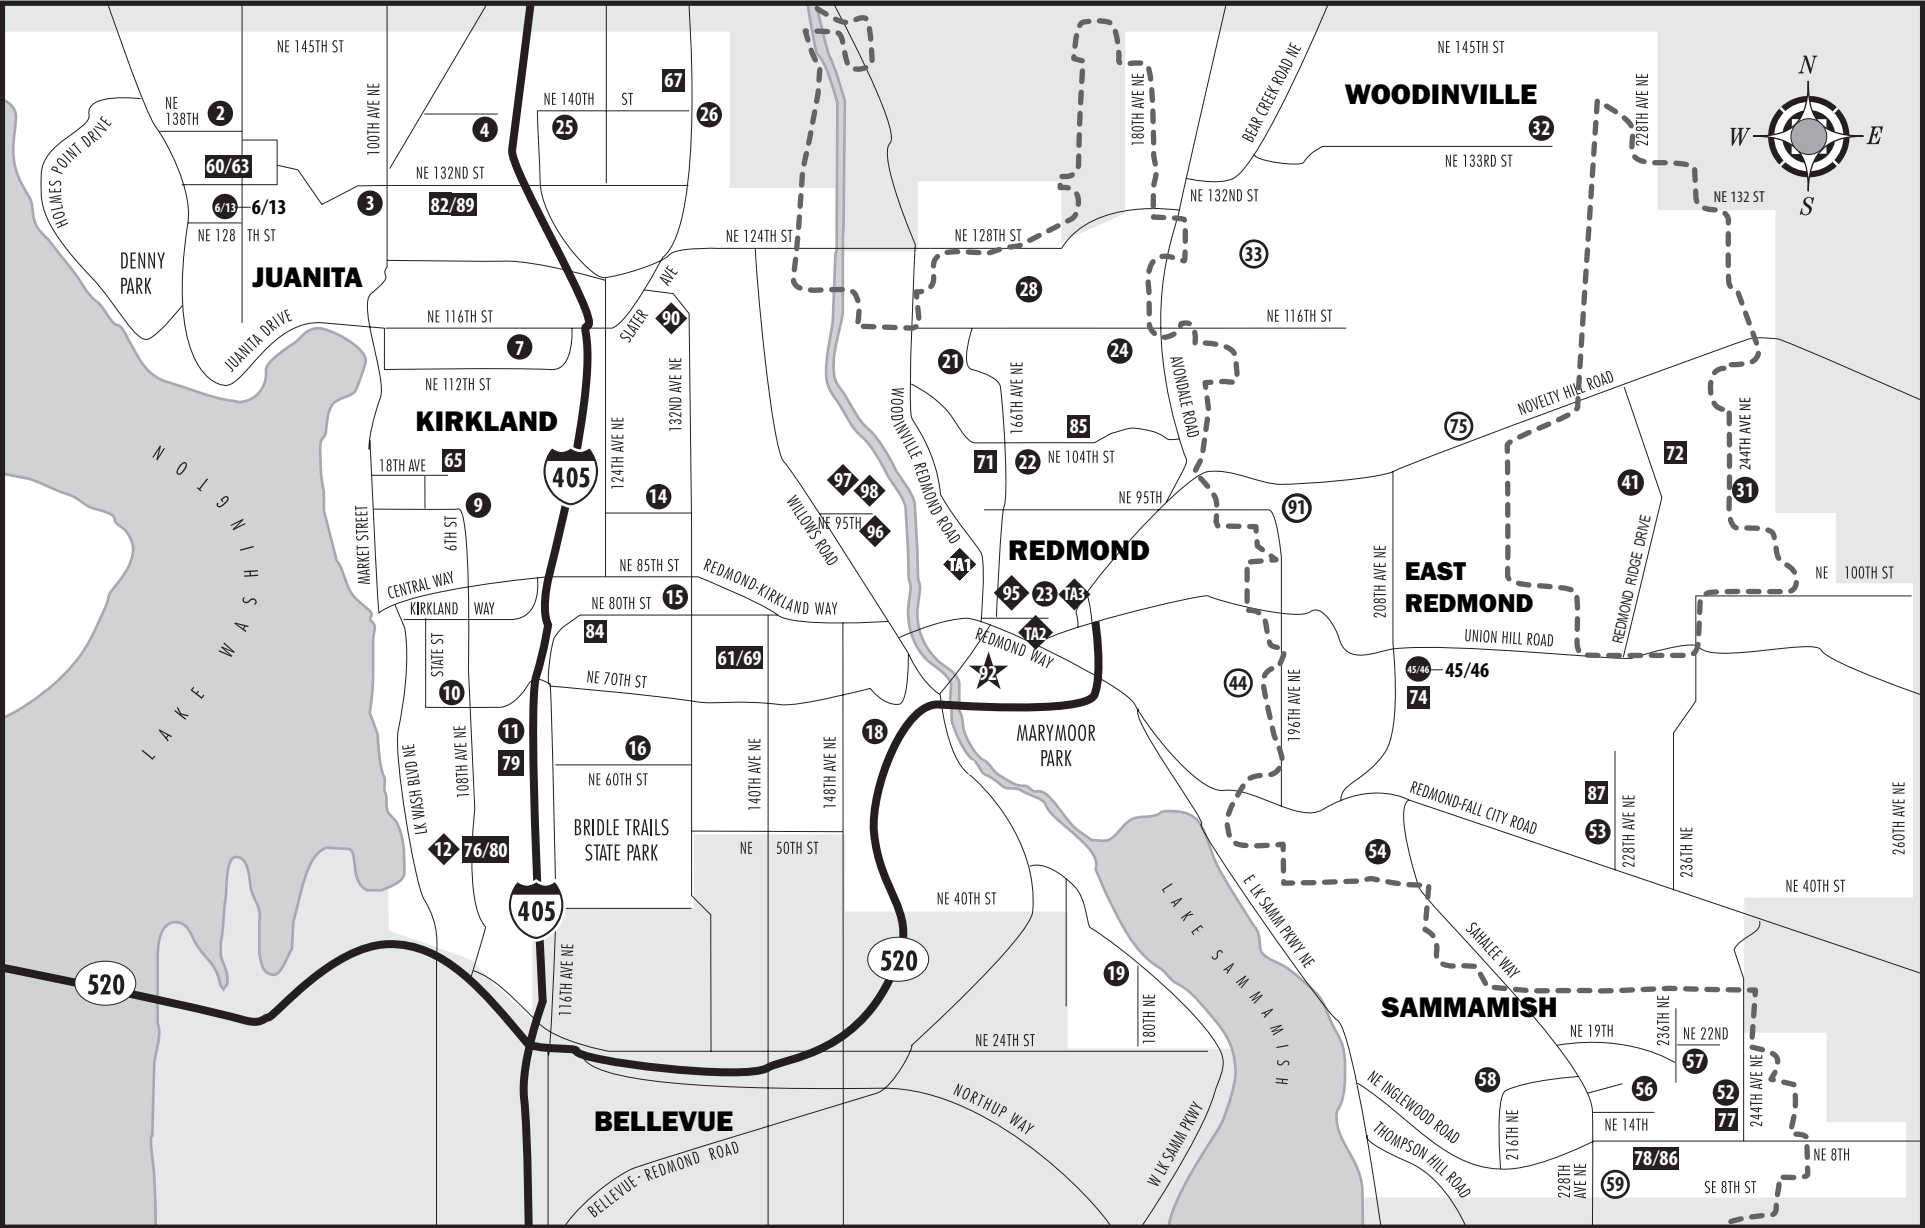 NE 145TH ST
NE 145TH ST
WOODINVILLE
N
W
E
S
NE
138TH
2
100TH AVE NE
4
NE 140TH ST
25
67
26
180TH AVE NE
BEAR CREEK ROAD NE
32
228TH AVE NE
HOLMES POINT DRIVE
60/63
NE 132ND ST
NE 133RD ST
6/13
6/13
3
82/89
NE 132ND ST
NE 132 ST
NE 128 TH ST
NE 124TH ST
NE 128TH ST
33
DENNY
PARK
JUANITA
SLATER AVE
28
JUANITA DRIVE
NE 116TH ST
90
NE 116TH ST
7
21
24
NE 112TH ST
132ND AVE NE
166TH AVE NE
AVONDALE ROAD
NOVELTY HILL ROAD
KIRKLAND
124TH AVE NE
WOODINVILLE REDMOND ROAD
85
75
244TH AVE NE
18TH AVE
65
405
71
22
NE 104TH ST
72
97
98
41
31
9
14
WILLOWS ROAD
NE 95TH
96
NE 95TH
91
LAKE WASHINGTON
MARKET STREET
6TH ST
REDMOND
208TH AVE NE
EAST
REDMOND
REDMOND RIDGE DRIVE
NE 100TH ST
CENTRAL WAY
NE 85TH ST
REDMOND-KIRKLAND WAY
TA1
95
23
TA3
KIRKLAND WAY
NE 80TH ST
15
84
TA2
REDMOND WAY
UNION HILL ROAD
STATE ST
61/69
92
45/46
45/46
10
NE 70TH ST
44
74
196TH AVE NE
11
18
MARYMOOR
PARK
79
16
108TH AVE NE
LK WASH BLVD NE
NE 60TH ST
140TH AVE NE
148TH AVE NE
REDMOND-FALL CITY ROAD
87
53
228TH AVE NE
236TH NE
260TH AVE NE
12
76/80
BRIDLE TRAILS
STATE PARK
NE 50TH ST
54
405
NE 40TH ST
NE 40TH ST
E LK SAMM PKWY NE
SAHALEE WAY
LAKE SAMMAMISH
520
520
116TH AVE NE
19
180TH NE
SAMMAMISH
236TH NE
NE 24TH ST
NE 19TH
NE 22ND
57
NE INGLEWOOD ROAD
58
56
52
77
244TH AVE NE
BELLEVUE
NORTHUP WAY
W LK SAMM PKWY
THOMPSON HILL ROAD
216TH NE
NE 14TH
BELLEVUE - REDMOND ROAD
78/86
NE 8TH
228TH
AVE NE
59
SE 8TH ST